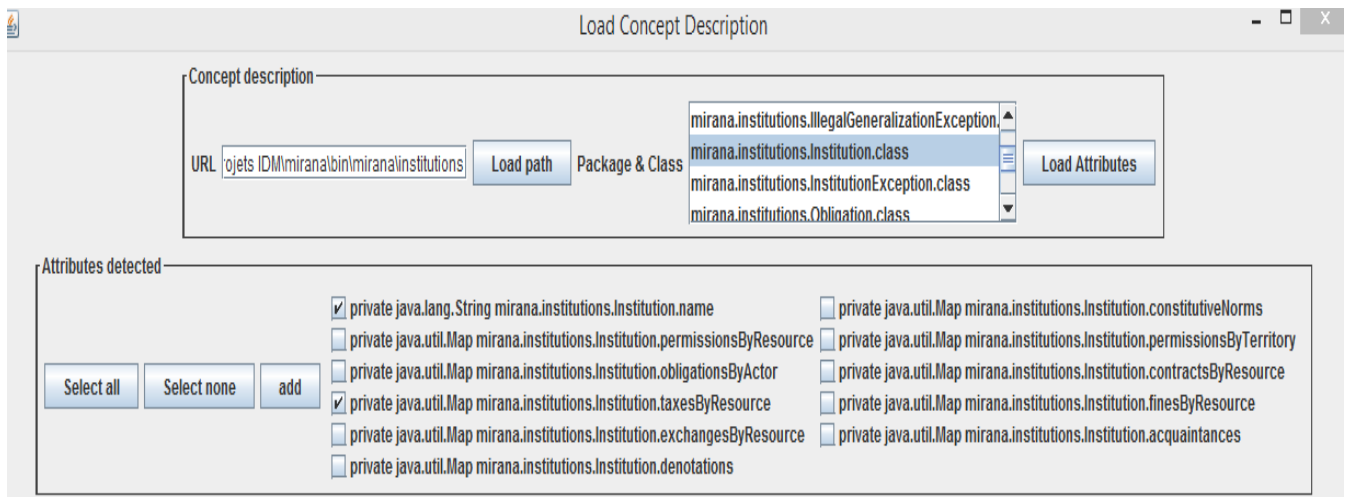 Load Concept Description
X
Concept description
mirana.institutions.IllegalGeneralizationException.
mirana.institutions.Institution.class
mirana.institutions.InstitutionException.class
mirana.institutions.Obligation.class
URL ojets IDM\mirana\bin\mirana\institutions Load path Package & Class Load Attributes
Attributes detected
private java.lang.String mirana.institutions.Institution.name private java.util.Map mirana.institutions.Institution.constitutiveNorms
private java.util.Map mirana.institutions.Institution.permissionsByResource private java.util.Map mirana.institutions.Institution.permissionsByTerritory
private java.util.Map mirana.institutions.Institution.obligationsByActor private java.util.Map mirana.institutions.Institution.contractsByResource
Select all Select none add
private java.util.Map mirana.institutions.Institution.taxesByResource private java.util.Map mirana.institutions.Institution.finesByResource
private java.util.Map mirana.institutions.Institution.exchangesByResource private java.util.Map mirana.institutions.Institution.acquaintances
private java.util.Map mirana.institutions.Institution.denotations